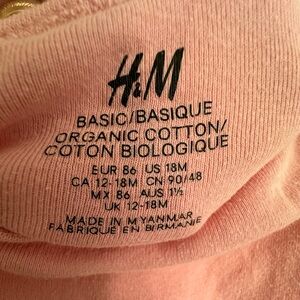 H&M
BASIC/BASIQUE
ORGANIC COTTON/
COTON BIOLOGIQUE
EUR 86 US 18M
CA 12-18M CN 90/48
MX 86 AUS 1½
UK 12-18M
MADE IN MYANMAR
FABRIQUÉ EN BIRMANIE